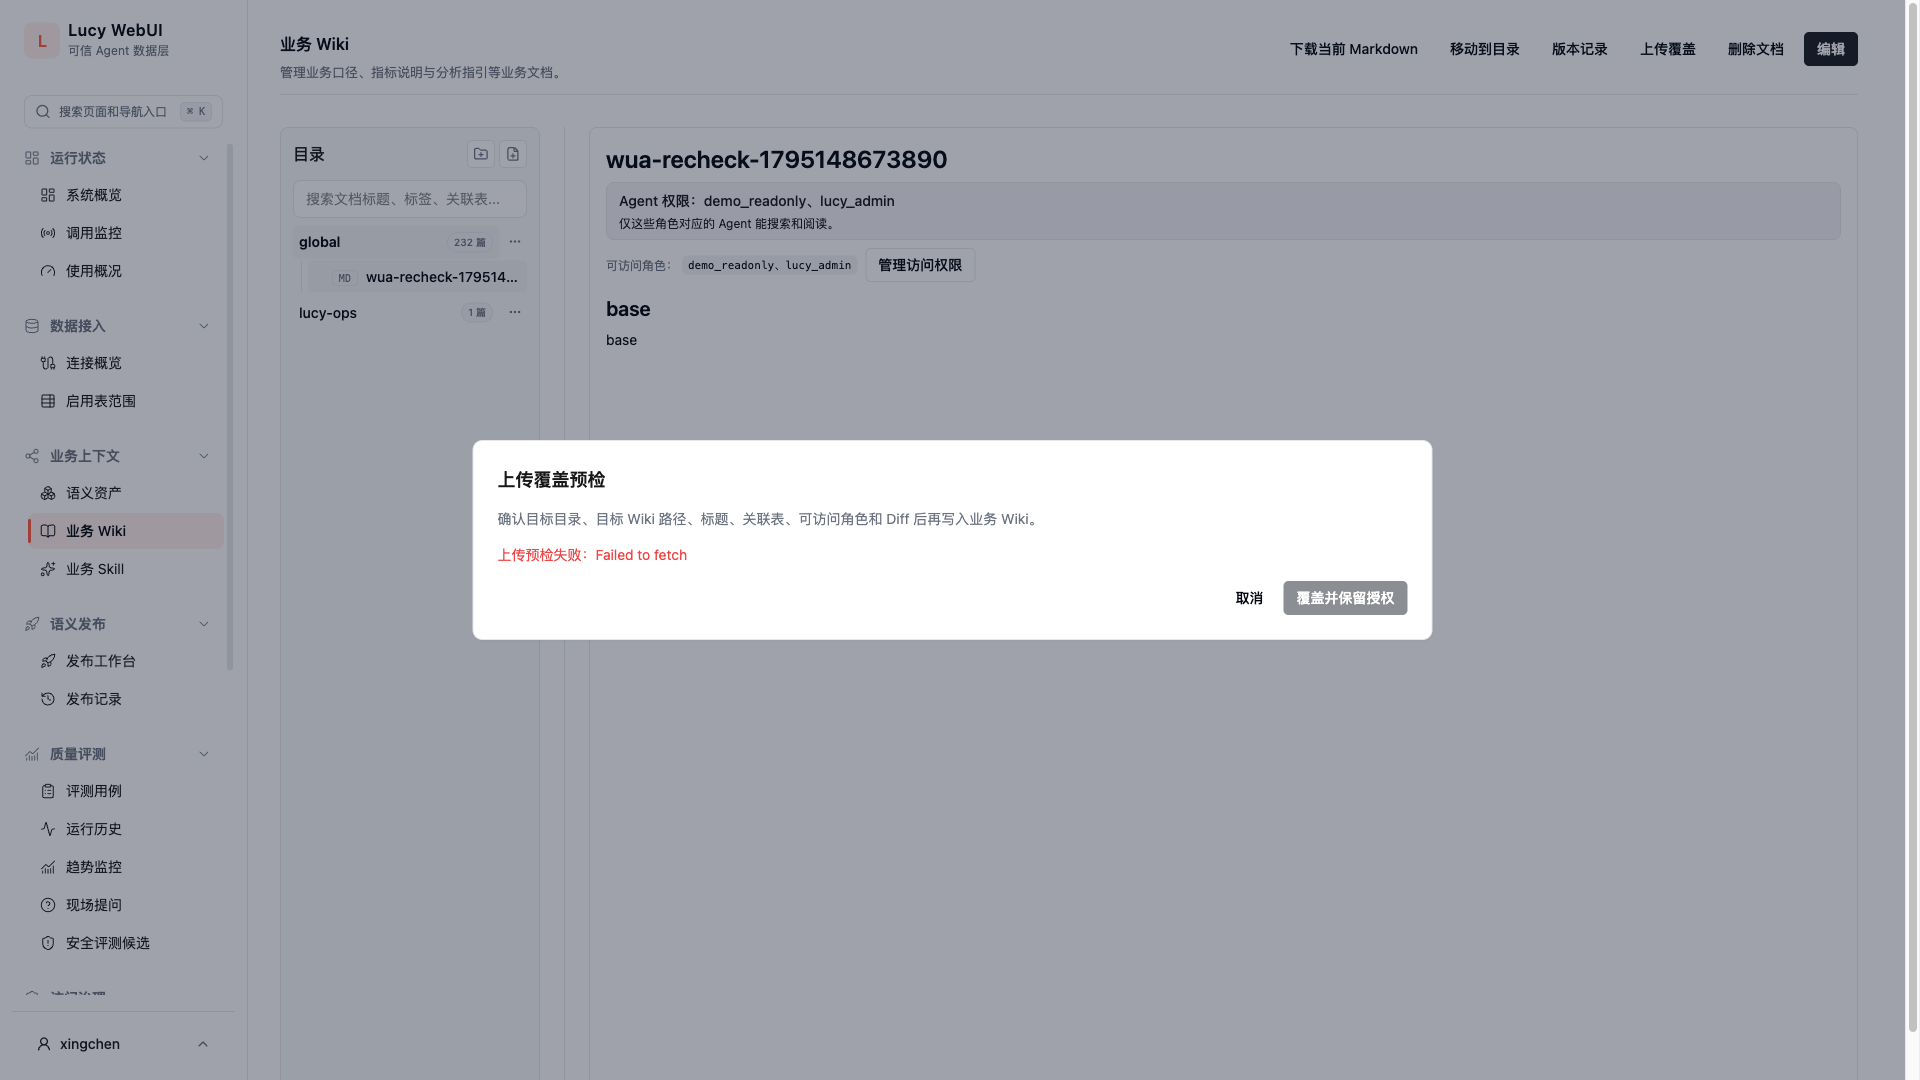 L
Lucy WebUI
可信 Agent 数据层
搜索页面和导航入口 ⌘ K
运行状态
系统概览
调用监控
使用概况
数据接入
连接概览
启用表范围
业务上下文
语义资产
业务 Wiki
业务 Skill
语义发布
发布工作台
发布记录
质量评测
评测用例
运行历史
趋势监控
现场提问
安全评测候选
xingchen
业务 Wiki
管理业务口径、指标说明与分析指引等业务文档。
下载当前 Markdown 移动到目录 版本记录 上传覆盖 删除文档 编辑
目录
搜索文档标题、标签、关联表...
global 232 篇 ...
MD wua-recheck-179514...
lucy-ops 1 篇 ...
wua-recheck-1795148673890
Agent 权限：demo_readonly、lucy_admin
仅这些角色对应的 Agent 能搜索和阅读。
可访问角色： demo_readonly、lucy_admin 管理访问权限
base
base
上传覆盖预检
确认目标目录、目标 Wiki 路径、标题、关联表、可访问角色和 Diff 后再写入业务 Wiki。
上传预检失败：Failed to fetch
取消 覆盖并保留授权